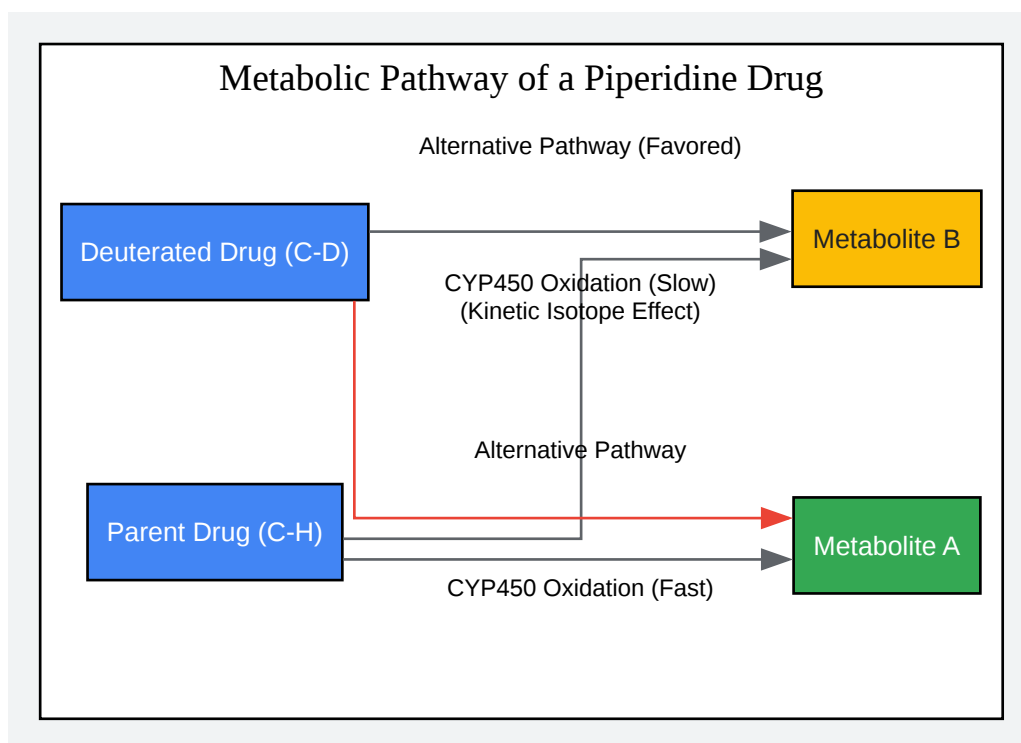 Metabolic Pathway of a Piperidine Drug
Alternative Pathway (Favored)
Deuterated Drug (C-D)
Metabolite B
CYP450 Oxidation (Slow)
(Kinetic Isotope Effect)
Alternative Pathway
Parent Drug (C-H)
Metabolite A
CYP450 Oxidation (Fast)